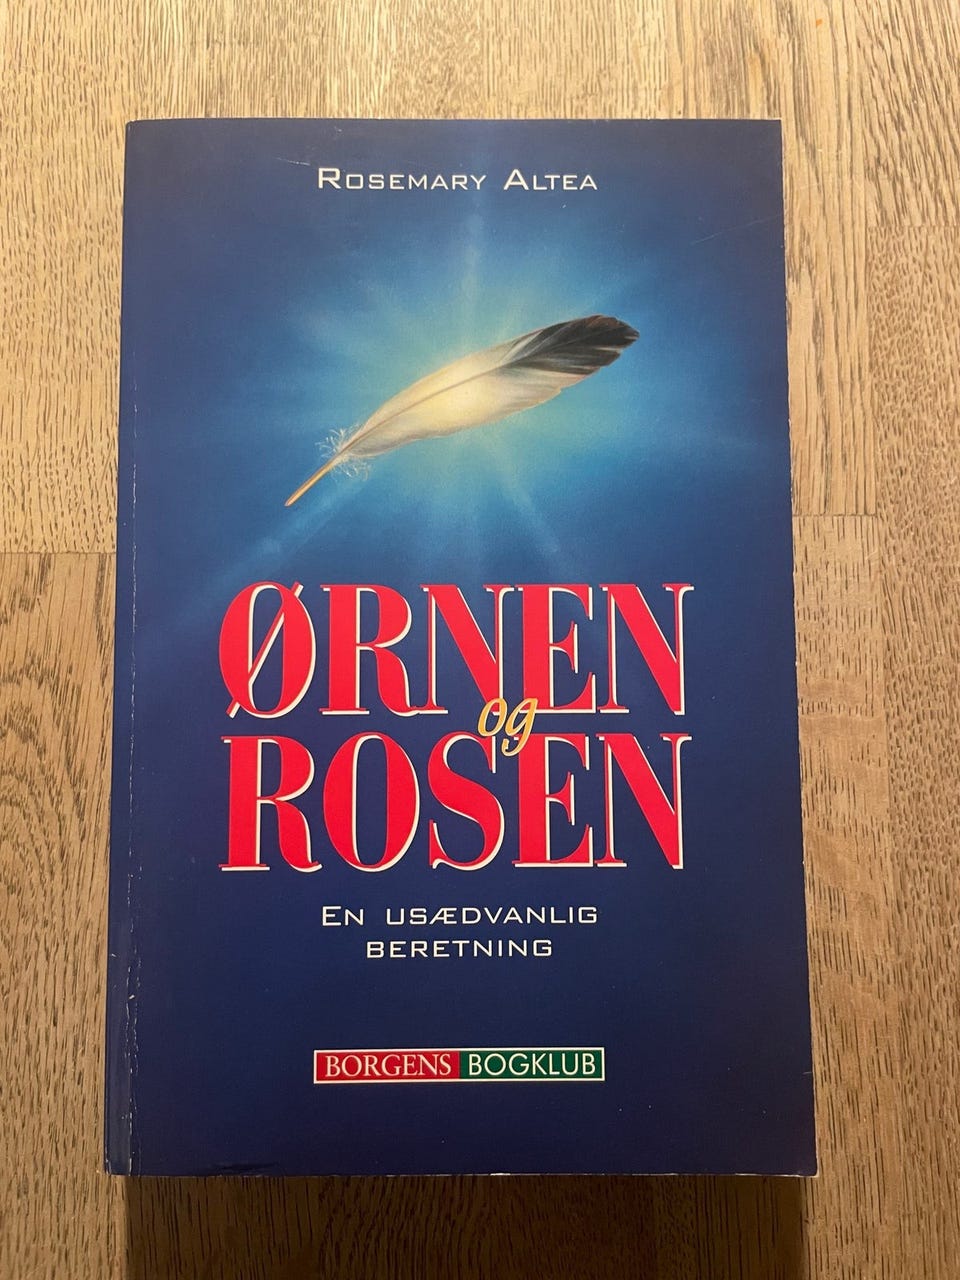 Rosemary Altea
ØRNEN
og
ROSEN
En usædvanlig
beretning
BORGENS BOGKLUB